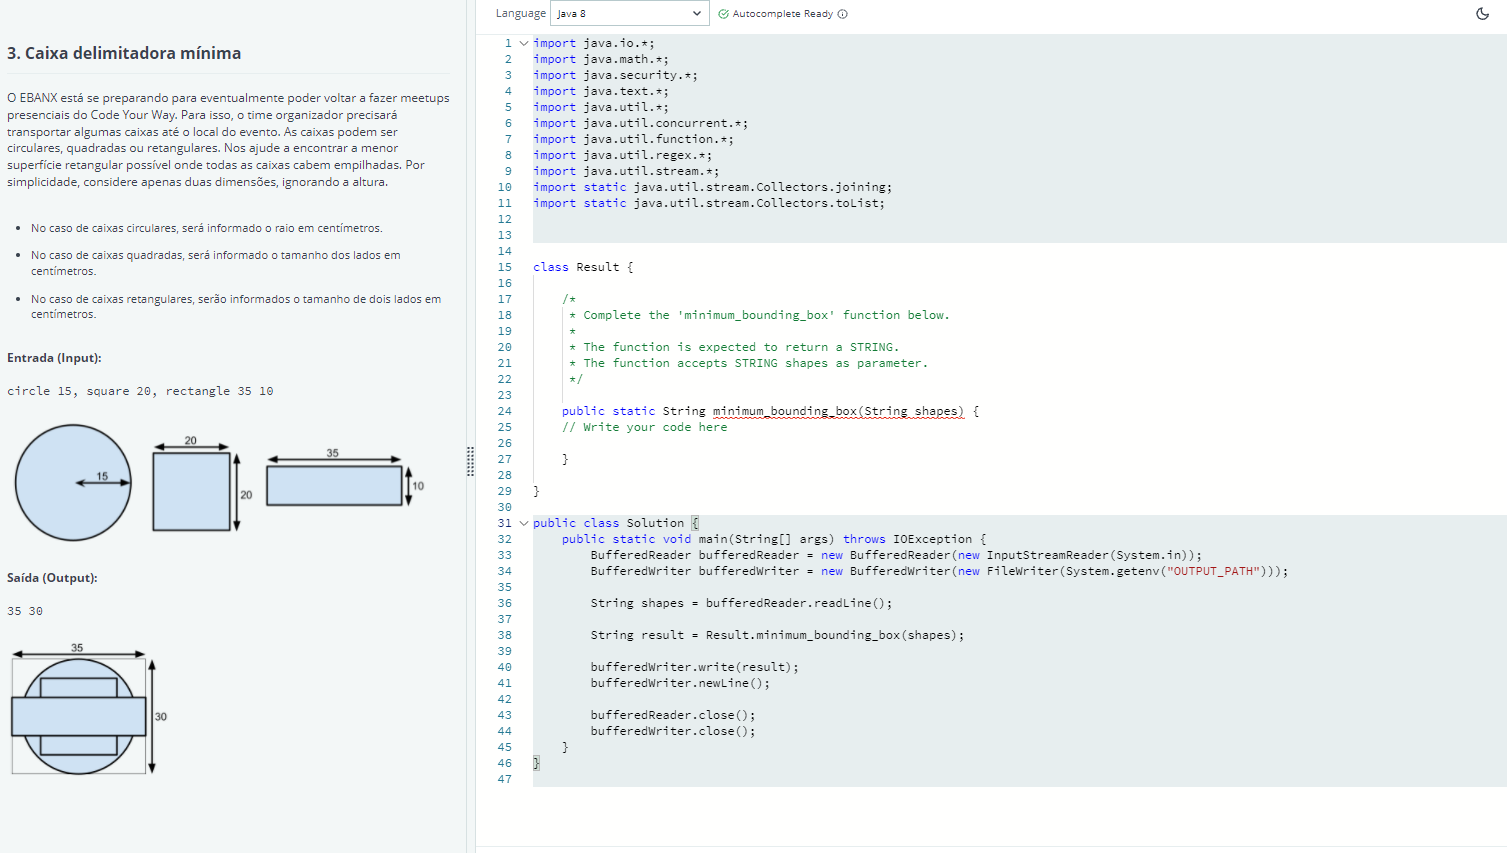 Language
Java 8
Autocomplete Ready
3. Caixa delimitadora mínima
O EBANX está se preparando para eventualmente poder voltar a fazer meetups
presenciais do Code Your Way. Para isso, o time organizador precisará
transportar algumas caixas até o local do evento. As caixas podem ser
circulares, quadradas ou retangulares. Nos ajude a encontrar a menor
superfície retangular possível onde todas as caixas cabem empilhadas. Por
simplicidade, considere apenas duas dimensões, ignorando a altura.
• No caso de caixas circulares, será informado o raio em centímetros.
• No caso de caixas quadradas, será informado o tamanho dos lados em
centímetros.
• No caso de caixas retangulares, serão informados o tamanho de dois lados em
centímetros.
Entrada (Input):
circle 15, square 20, rectangle 35 10
15
20
20
35
10
Saída (Output):
35 30
35
30
1 import java.io.*;
2 import java.math.*;
3 import java.security.*;
4 import java.text.*;
5 import java.util.*;
6 import java.util.concurrent.*;
7 import java.util.function.*;
8 import java.util.regex.*;
9 import java.util.stream.*;
10 import static java.util.stream.Collectors.joining;
11 import static java.util.stream.Collectors.toList;
12
13
14
15 class Result {
16
17 /*
18 * Complete the 'minimum_bounding_box' function below.
19 *
20 * The function is expected to return a STRING.
21 * The function accepts STRING shapes as parameter.
22 */
23
24 public static String minimum_bounding_box(String shapes) {
25 // Write your code here
26
27 }
28
29 }
30
31 public class Solution {
32 public static void main(String[] args) throws IOException {
33 BufferedReader bufferedReader = new BufferedReader(new InputStreamReader(System.in));
34 BufferedWriter bufferedWriter = new BufferedWriter(new FileWriter(System.getenv("OUTPUT_PATH")));
35
36 String shapes = bufferedReader.readLine();
37
38 String result = Result.minimum_bounding_box(shapes);
39
40 bufferedWriter.write(result);
41 bufferedWriter.newLine();
42
43 bufferedReader.close();
44 bufferedWriter.close();
45 }
46 }
47